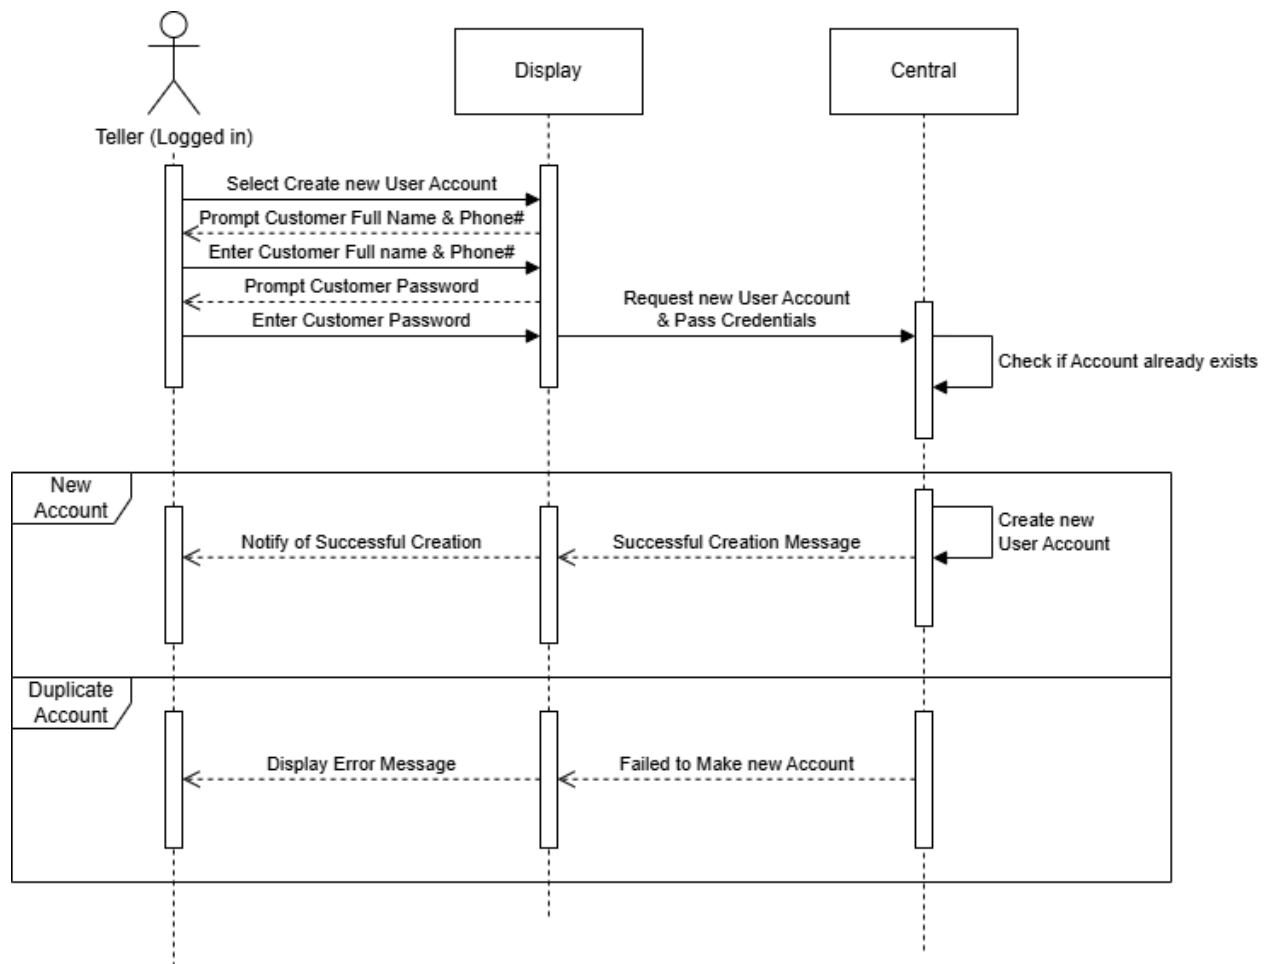 Display
Central
Teller (Logged in)
Select Create new User Account
Prompt Customer Full Name & Phone#
Enter Customer Full name & Phone#
Prompt Customer Password
Enter Customer Password
Request new User Account
& Pass Credentials
Check if Account already exists
New
Account
Notify of Successful Creation
Successful Creation Message
Create new
User Account
Duplicate
Account
Display Error Message
Failed to Make new Account